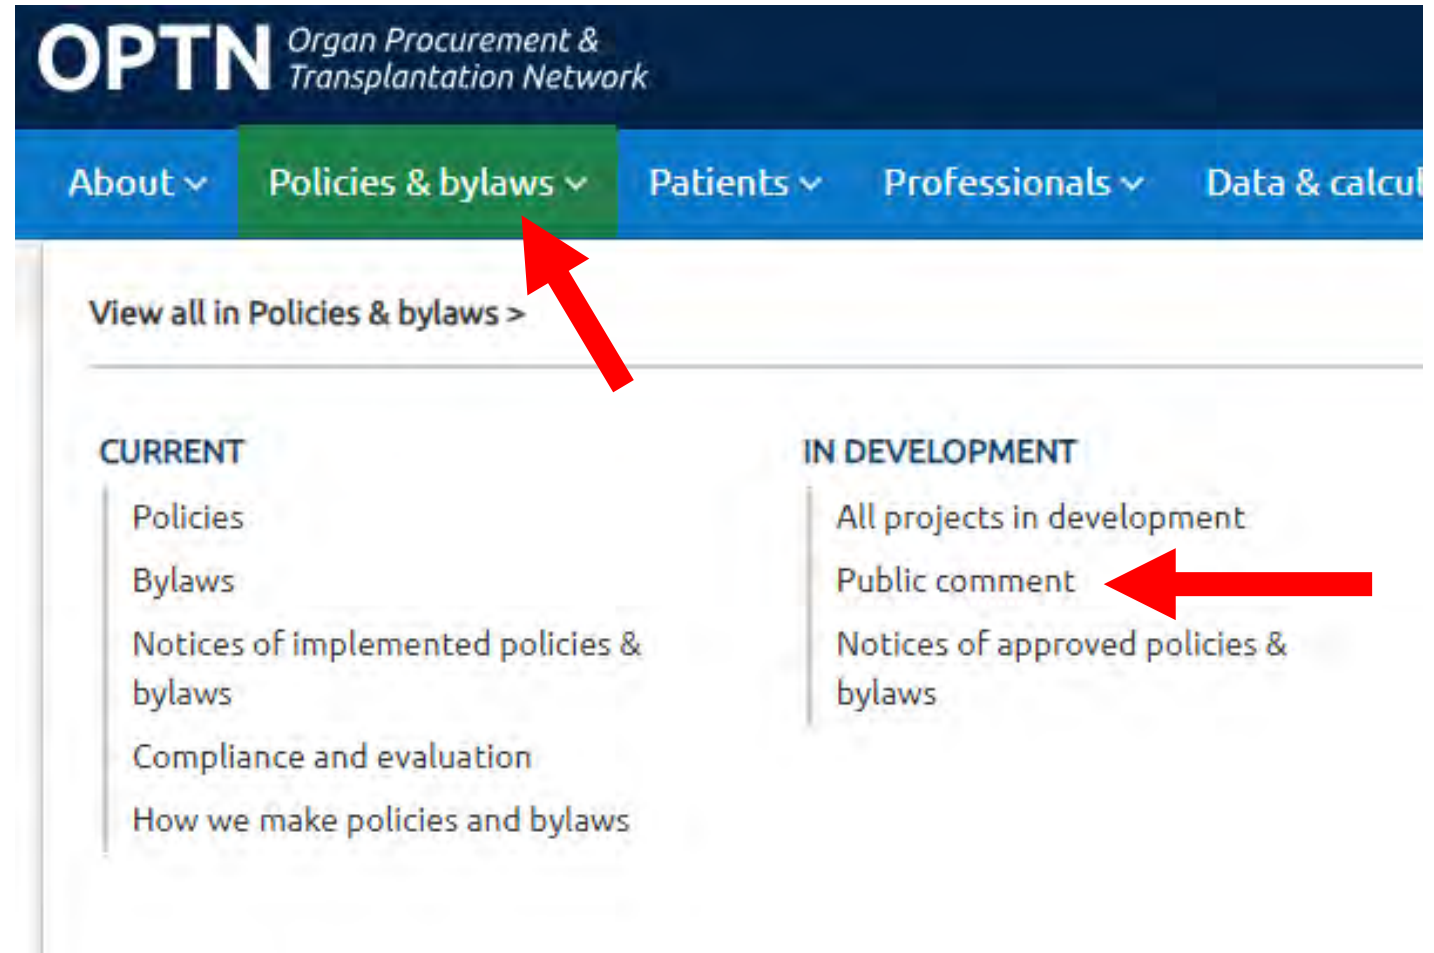 OPTN Organ Procurement &
Transplantation Network
About Policies & bylaws Patients Professionals Data & calcul
View all in Policies & bylaws >
CURRENT
Policies
Bylaws
Notices of implemented policies &
bylaws
Compliance and evaluation
How we make policies and bylaws
IN DEVELOPMENT
All projects in development
Public comment
Notices of approved policies &
bylaws